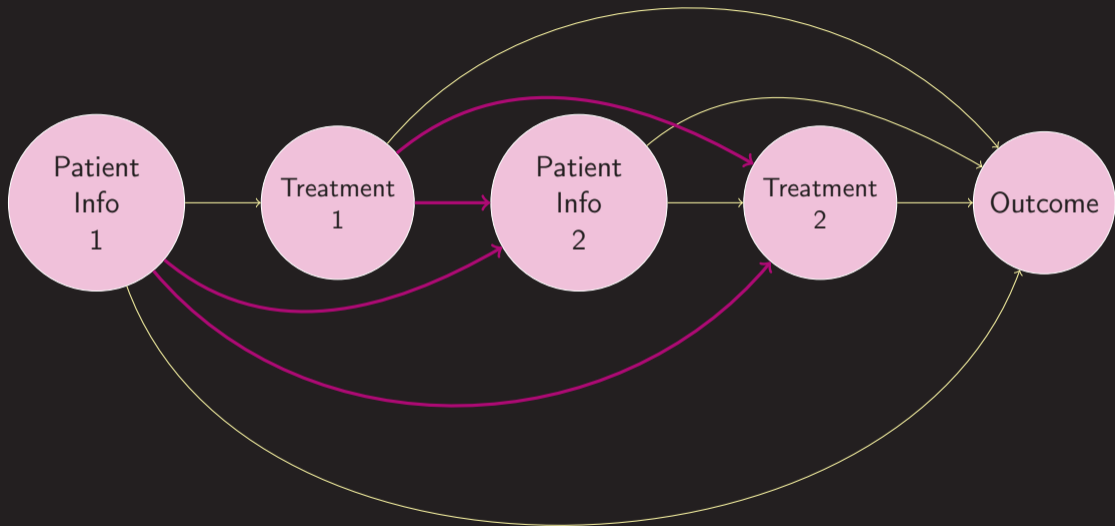 Patient
Info
1
Treatment
1
Patient
Info
2
Treatment
2
Outcome